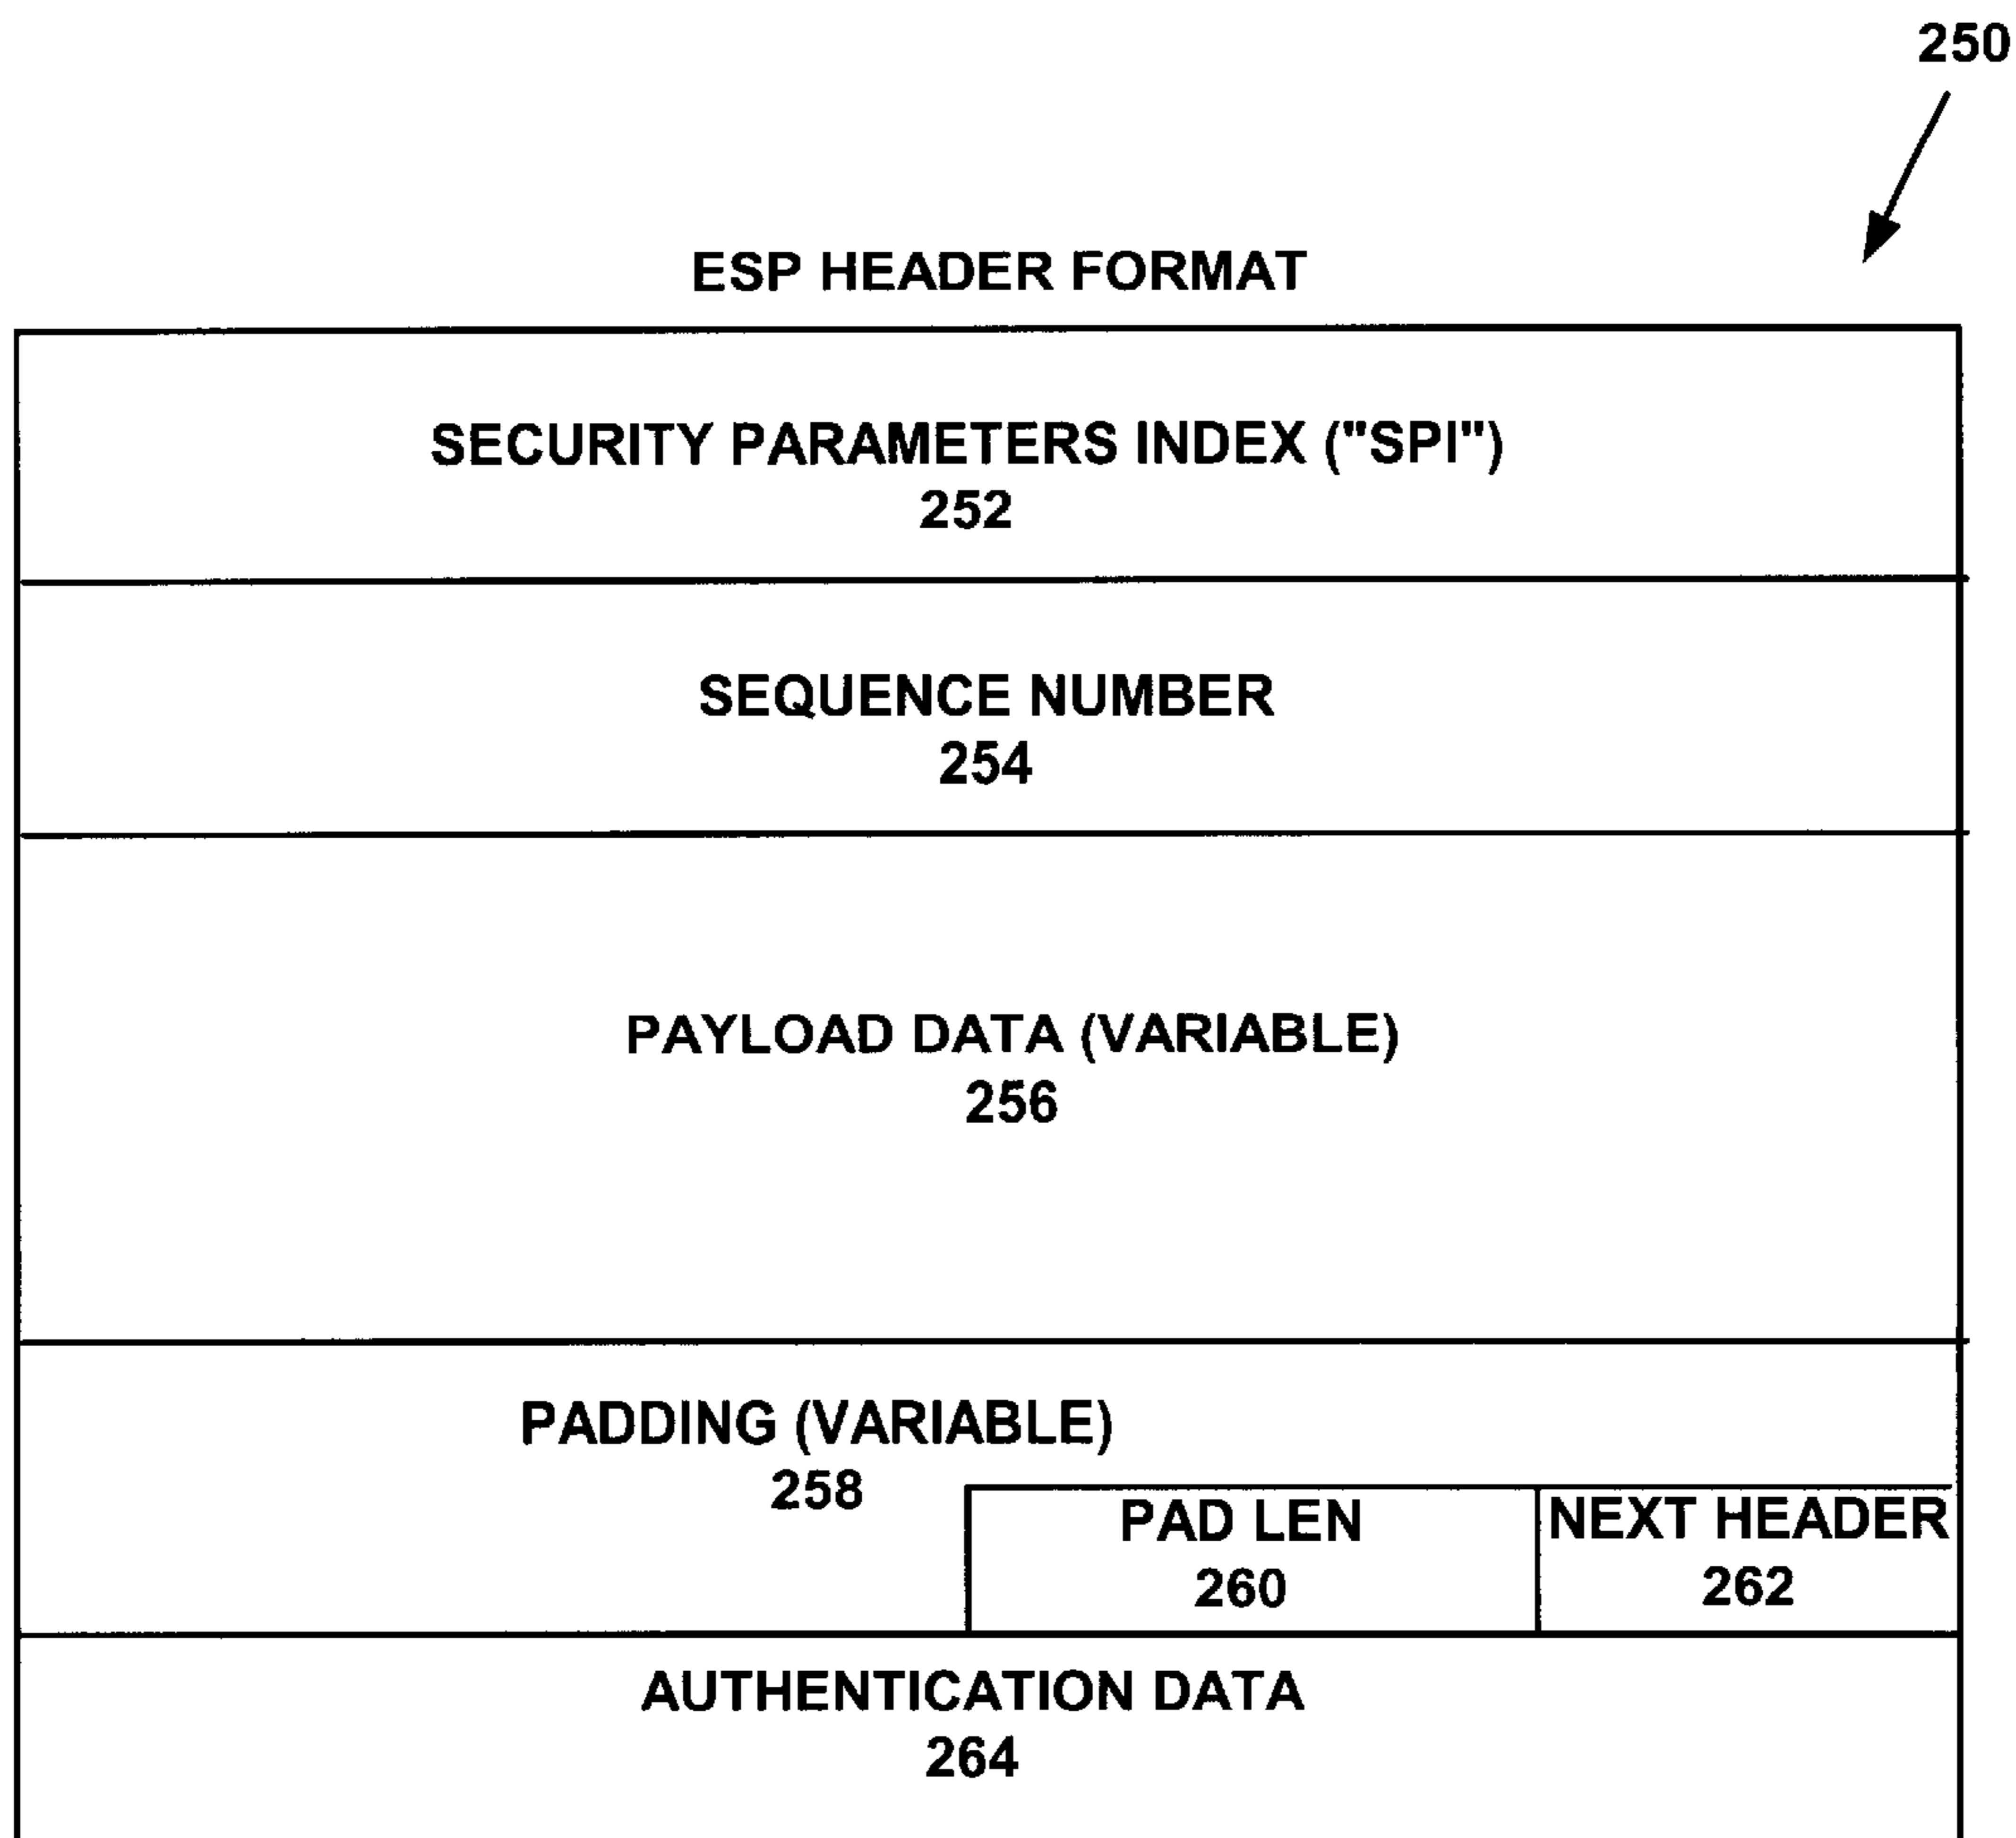 250
ESP HEADER FORMAT
SECURITY PARAMETERS INDEX ("SPI")
252
SEQUENCE NUMBER
254
PAYLOAD DATA (VARIABLE)
256
PADDING (VARIABLE)
258
PAD LEN
260
NEXT HEADER
262
AUTHENTICATION DATA
264